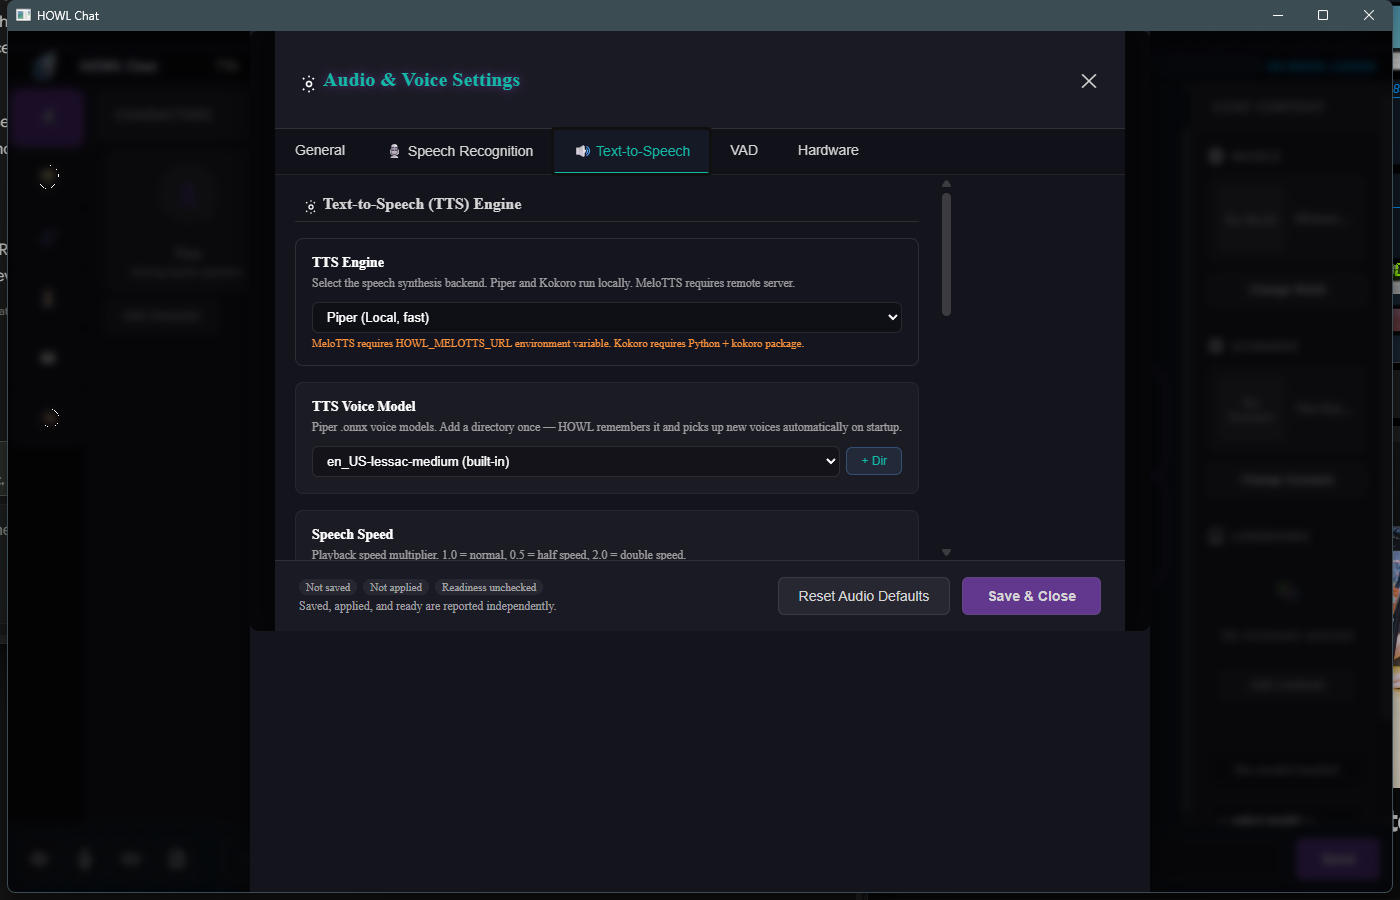 HOWL Chat
Audio & Voice Settings
General
Speech Recognition
Text-to-Speech
VAD
Hardware
Text-to-Speech (TTS) Engine
TTS Engine
Select the speech synthesis backend. Piper and Kokoro run locally. MeloTTS requires remote server.
Piper (Local, fast)
MeloTTS requires HOWL_MELOTTS_URL environment variable. Kokoro requires Python + kokoro package.
TTS Voice Model
Piper .onnx voice models. Add a directory once — HOWL remembers it and picks up new voices automatically on startup.
en_US-lessac-medium (built-in)
+ Dir
Speech Speed
Playback speed multiplier. 1.0 = normal, 0.5 = half speed, 2.0 = double speed.
Not saved
Not applied
Readiness unchecked
Saved, applied, and ready are reported independently.
Reset Audio Defaults
Save & Close